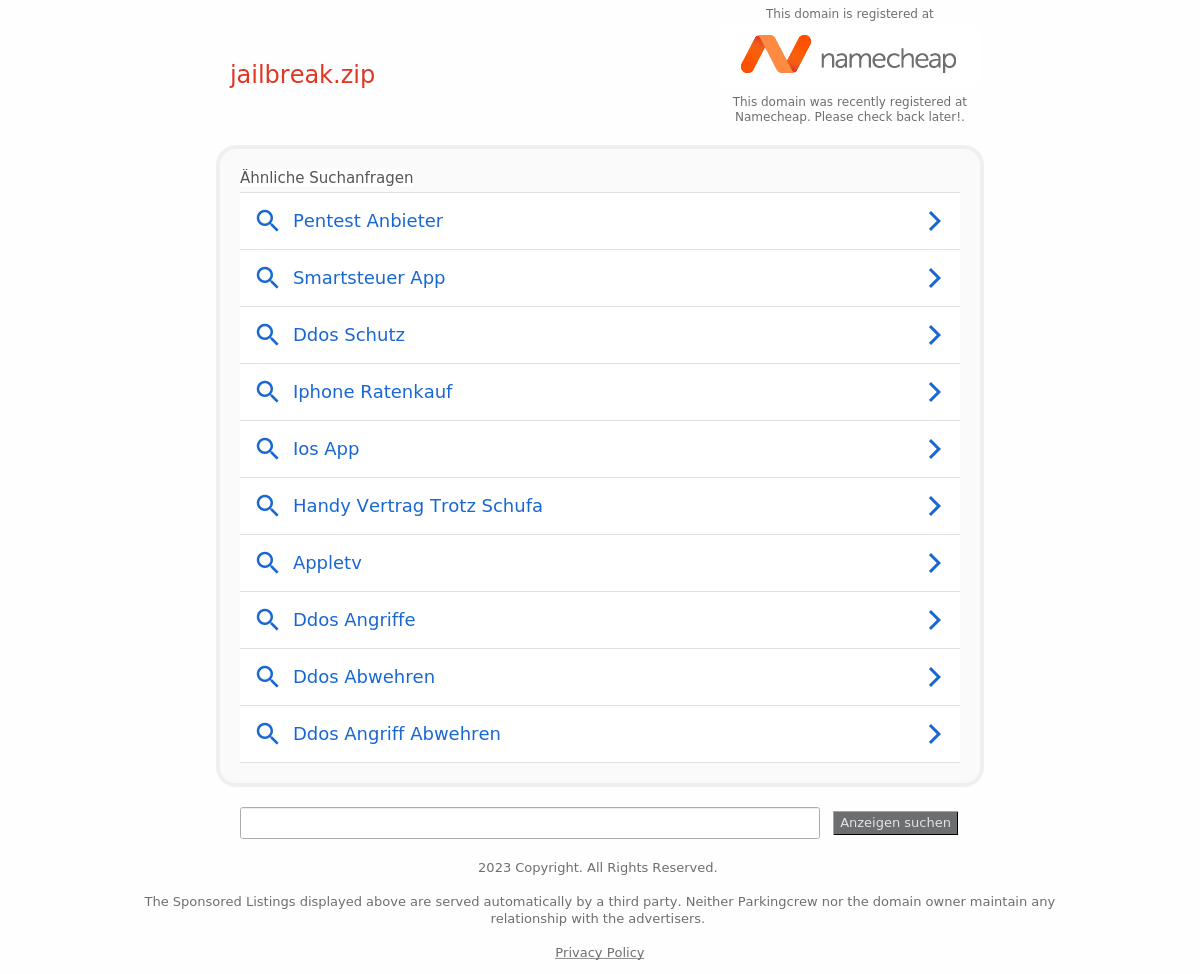 This domain is registered at
namecheap
jailbreak.zip
This domain was recently registered at
Namecheap. Please check back later!.
Ähnliche Suchanfragen
Pentest Anbieter
Smartsteuer App
Ddos Schutz
Iphone Ratenkauf
Ios App
Handy Vertrag Trotz Schufa
Appletv
Ddos Angriffe
Ddos Abwehren
Ddos Angriff Abwehren
Anzeigen suchen
2023 Copyright. All Rights Reserved.
The Sponsored Listings displayed above are served automatically by a third party. Neither Parkingcrew nor the domain owner maintain any
relationship with the advertisers.
Privacy Policy